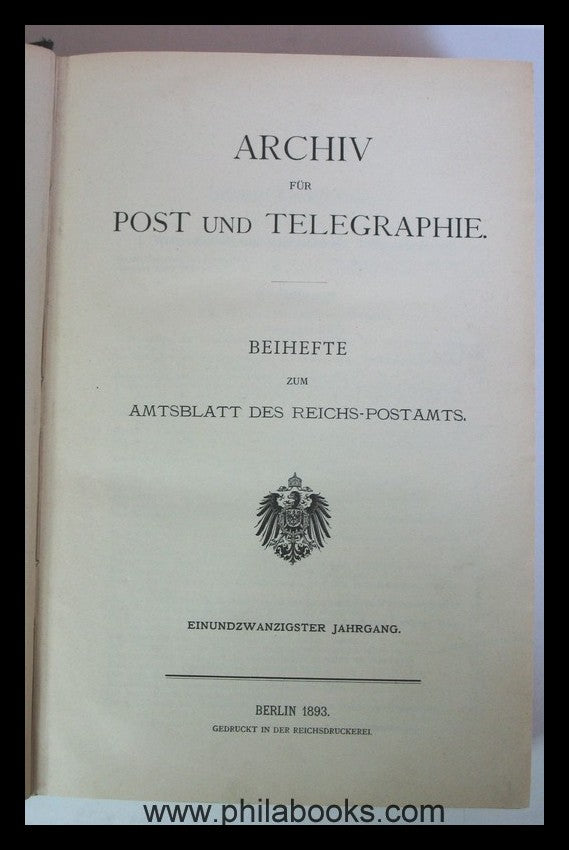 ARCHIV
FÜR
POST UND TELEGRAPHIE.
BEIHEFTE
ZUM
AMTSBLATT DES REICHS-POSTAMTS.
EINUNDZWANZIGSTER JAHRGANG.
BERLIN 1893.
GEDRUCKT IN DER REICHSDRUCKEREI.
www.philabooks.com